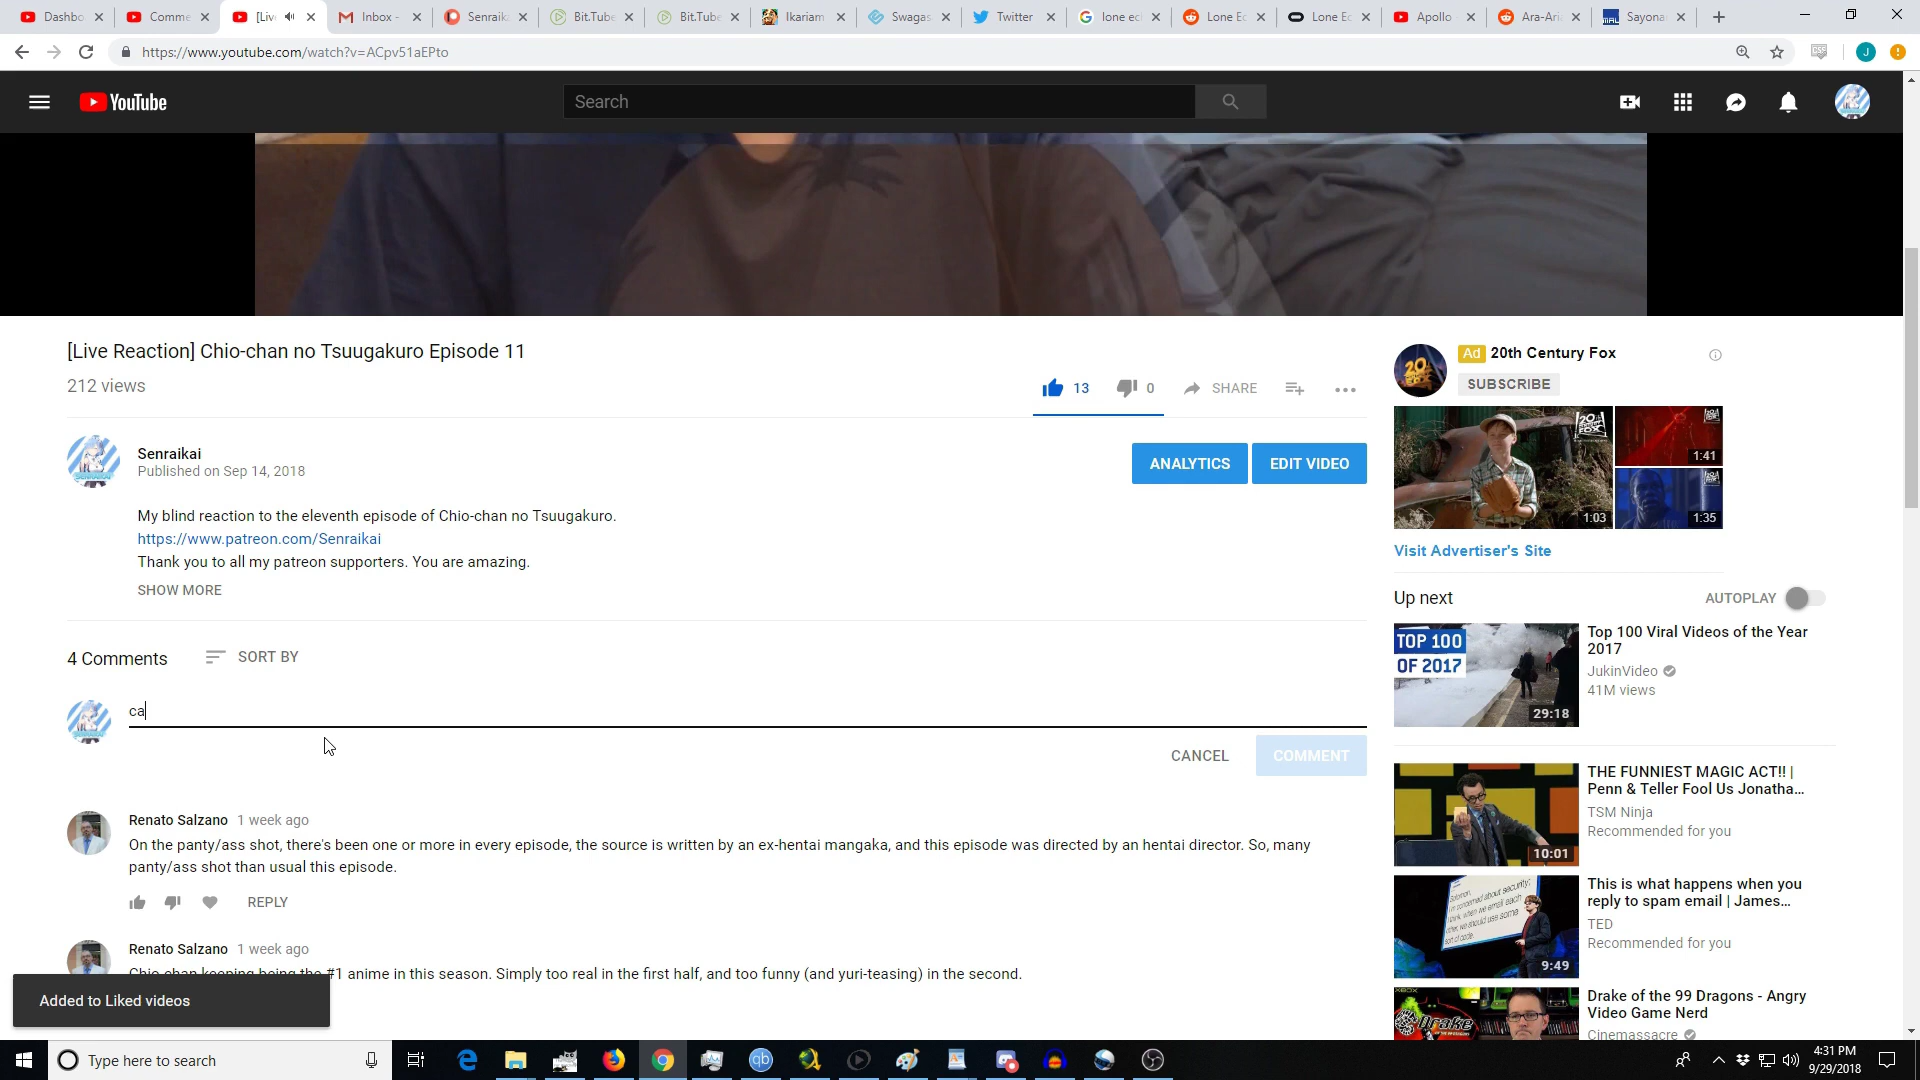 Dashbo
Comme
[Liv
Inbox -
Senraik
Bit.Tube
Bit.Tube
Ikariam
Swagas
Twitter
lone ec
Lone Ec
Lone Ec
Apollo
Ara-Ari
Sayona
https://www.youtube.com/watch?v=ACpv51aEPto
YouTube
Search
[Live Reaction] Chio-chan no Tsuugakuro Episode 11
212 views
13
0
SHARE
Senraikai
Published on Sep 14, 2018
ANALYTICS
EDIT VIDEO
My blind reaction to the eleventh episode of Chio-chan no Tsuugakuro.
https://www.patreon.com/Senraikai
Thank you to all my patreon supporters. You are amazing.
SHOW MORE
4 Comments
SORT BY
ca
CANCEL
COMMENT
Renato Salzano 1 week ago
On the panty/ass shot, there's been one or more in every episode, the source is written by an ex-hentai mangaka, and this episode was directed by an hentai director. So, many
panty/ass shot than usual this episode.
REPLY
Renato Salzano 1 week ago
Chio-chan keeping being the #1 anime in this season. Simply too real in the first half, and too funny (and yuri-teasing) in the second.
Added to Liked videos
Ad 20th Century Fox
SUBSCRIBE
1:03
1:41
1:35
Visit Advertiser's Site
Up next
AUTOPLAY
TOP 100
OF 2017
29:18
Top 100 Viral Videos of the Year
2017
JukinVideo
41M views
10:01
THE FUNNIEST MAGIC ACT!! |
Penn & Teller Fool Us Jonatha...
TSM Ninja
Recommended for you
9:49
This is what happens when you
reply to spam email | James...
TED
Recommended for you
Drake of the 99 Dragons - Angry
Video Game Nerd
Cinemassacre
Type here to search
4:31 PM
9/29/2018